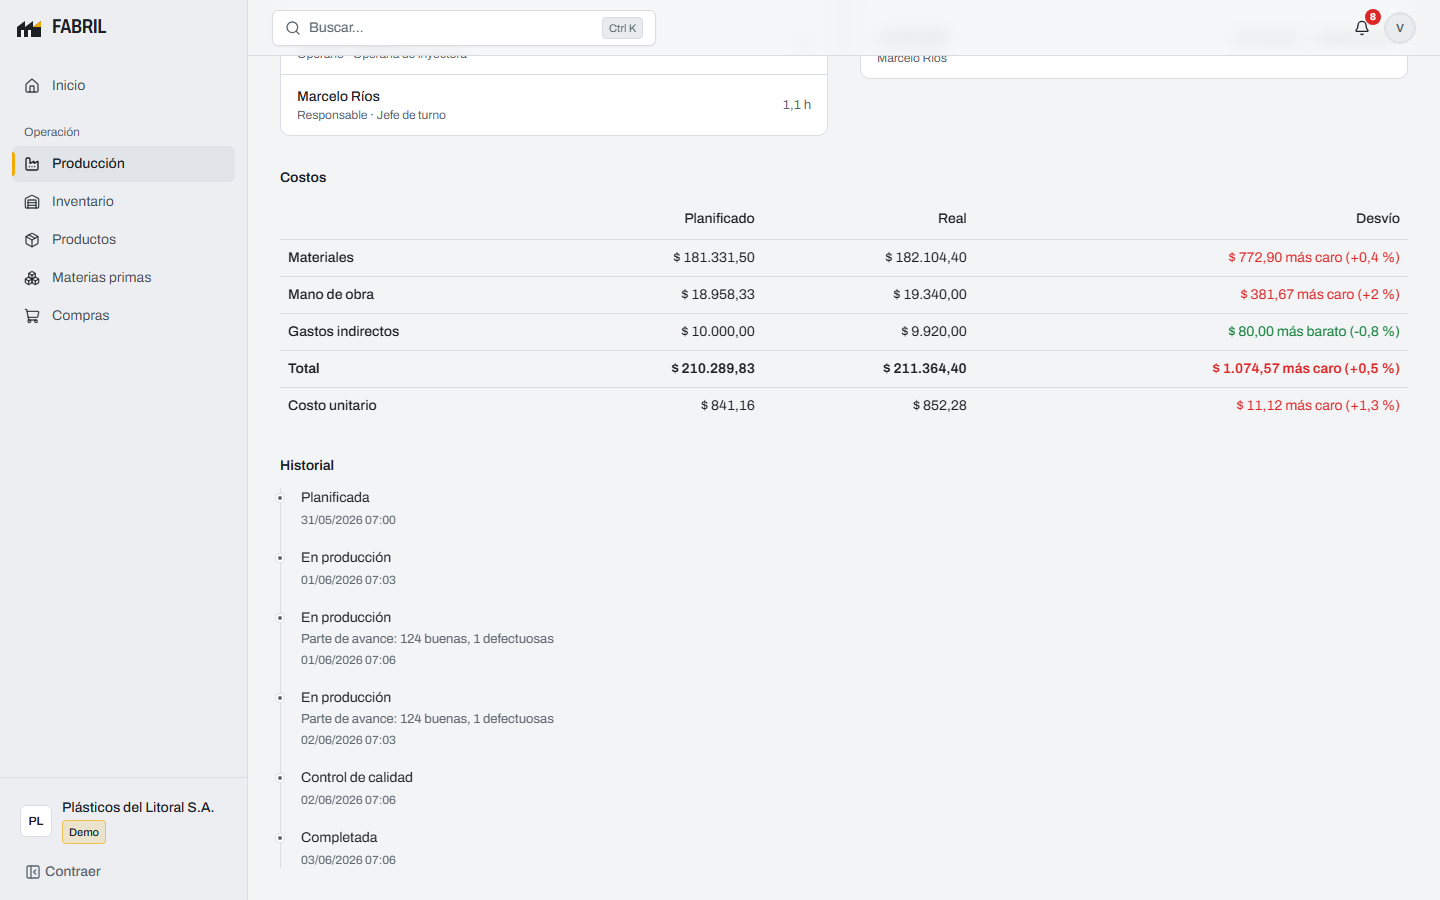 FABRIL
Buscar...
Ctrl K
8
V
Inicio
Operación
Producción
Inventario
Productos
Materias primas
Compras
Plásticos del Litoral S.A.
PL
Demo
Contraer
Marcelo Ríos
Responsable · Jefe de turno
1,1 h
Marcelo Ríos
Costos
Planificado Real Desvío
Materiales $ 181.331,50 $ 182.104,40 $ 772,90 más caro (+0,4 %)
Mano de obra $ 18.958,33 $ 19.340,00 $ 381,67 más caro (+2 %)
Gastos indirectos $ 10.000,00 $ 9.920,00 $ 80,00 más barato (-0,8 %)
Total $ 210.289,83 $ 211.364,40 $ 1.074,57 más caro (+0,5 %)
Costo unitario $ 841,16 $ 852,28 $ 11,12 más caro (+1,3 %)
Historial
Planificada
31/05/2026 07:00
En producción
01/06/2026 07:03
En producción
Parte de avance: 124 buenas, 1 defectuosas
01/06/2026 07:06
En producción
Parte de avance: 124 buenas, 1 defectuosas
02/06/2026 07:03
Control de calidad
02/06/2026 07:06
Completada
03/06/2026 07:06